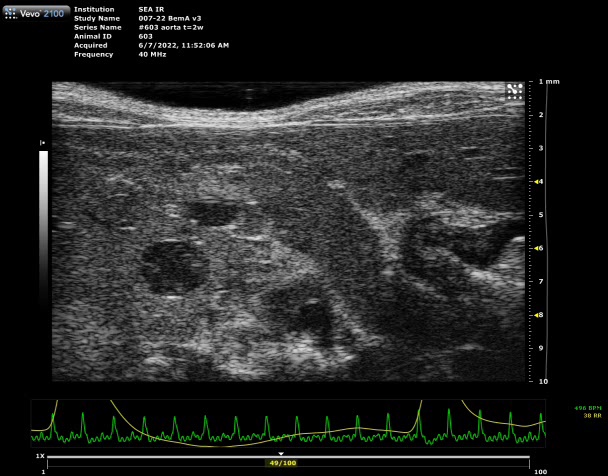 Vevo 2100
Institution SEA IR
Study Name 007-22 BemA v3
Series Name #603 aorta t=2w
Animal ID 603
Acquired 6/7/2022, 11:52:06 AM
Frequency 40 MHz
1 mm
2
3
4
5
6
7
8
9
10
496 BPM
38 RR
1X
49/100
1 100